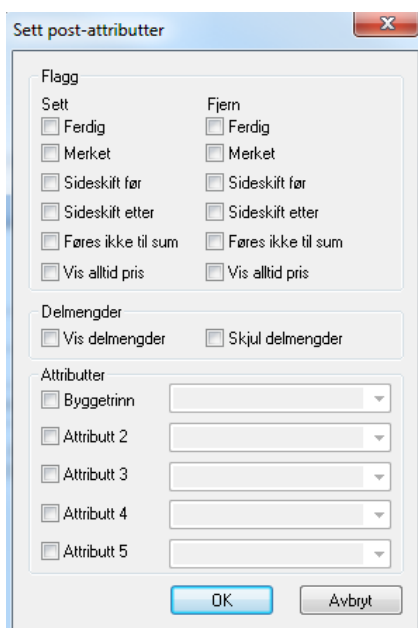 Sett post-attributter
Flagg
Sett Fjern
Ferdig Ferdig
Merket Merket
Sideskift før Sideskift før
Sideskift etter Sideskift etter
Føres ikke til sum Føres ikke til sum
Vis alltid pris Vis alltid pris
Delmengder
Vis delmengder Skjul delmengder
Attributter
Byggetrinn
Attributt 2
Attributt 3
Attributt 4
Attributt 5
OK Avbryt